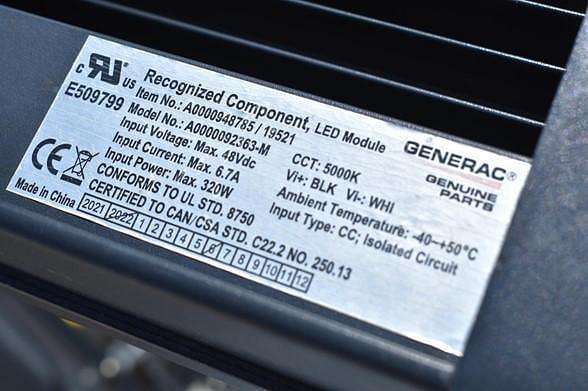 c RU US
E509799
Recognized Component, LED Module
Item No.: A0000948765 / 19521
Model No.: A0000092363-M
Input Voltage: Max. 48Vdc
Input Current: Max. 6.7A
Input Power: Max. 320W
CONFORMS TO UL STD. 8750
CERTIFIED TO CAN/CSA STD. C22.2 NO. 250.13
CCT: 5000K
Vi+: BLK Vi-: WHI
Ambient Temperature: -40~+50°C
Input Type: CC; Isolated Circuit
GENERAC®
GENUINE
PARTS
CE
Made in China
2021 2022 1 2 3 4 5 6 7 8 9 10 11 12